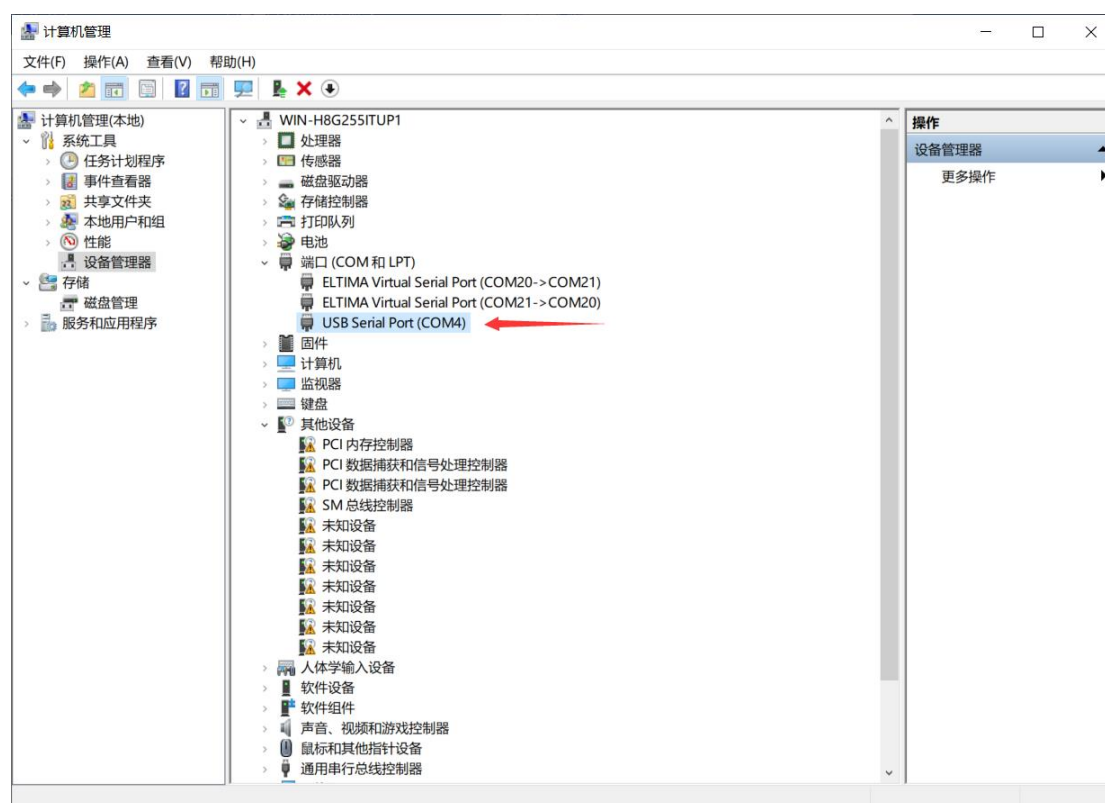 计算机管理
文件(F) 操作(A) 查看(V) 帮助(H)
计算机管理(本地)
系统工具
任务计划程序
事件查看器
共享文件夹
本地用户和组
性能
设备管理器
存储
磁盘管理
服务和应用程序
WIN-H8G255ITUP1
处理器
传感器
磁盘驱动器
存储控制器
打印队列
电池
端口 (COM 和 LPT)
ELTIMA Virtual Serial Port (COM20->COM21)
ELTIMA Virtual Serial Port (COM21->COM20)
USB Serial Port (COM4)
固件
计算机
监视器
键盘
其他设备
PCI 内存控制器
PCI 数据捕获和信号处理控制器
PCI 数据捕获和信号处理控制器
SM 总线控制器
未知设备
未知设备
未知设备
未知设备
未知设备
未知设备
未知设备
人体学输入设备
软件设备
软件组件
声音、视频和游戏控制器
鼠标和其他指针设备
通用串行总线控制器
操作
设备管理器
更多操作